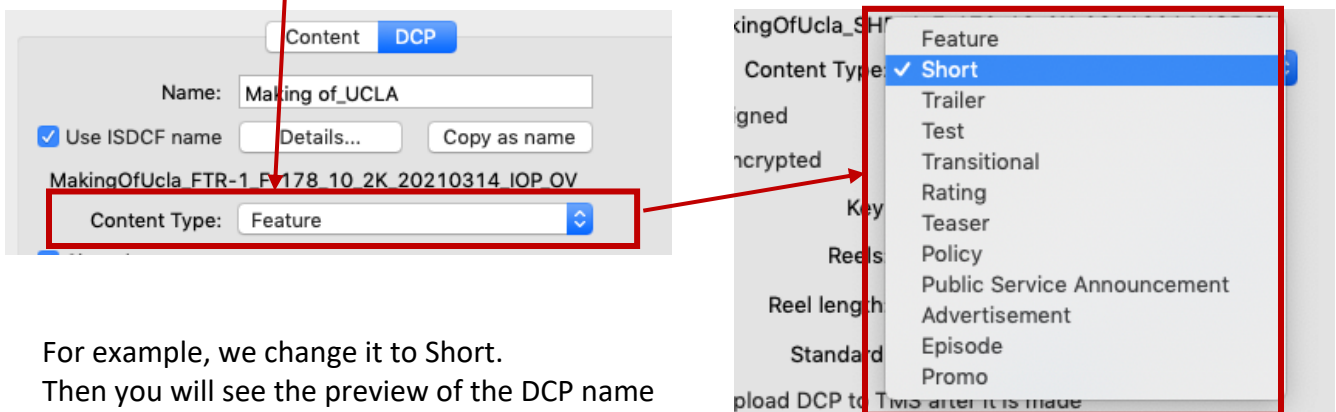 Content DCP
Name: Making of_UCLA
Use ISDCF name Details... Copy as name
MakingOfUcla_FTR-1_F-178_10_2K_20210314_IOP_OV
Content Type: Feature
For example, we change it to Short.
Then you will see the preview of the DCP name
Content Type: ✓ Short
Feature
Trailer
Test
Transitional
Rating
Teaser
Policy
Public Service Announcement
Advertisement
Episode
Promo
igned
ncrypted
Key
Reels:
Reel length:
Standard
pload DCP to TMS after it is made